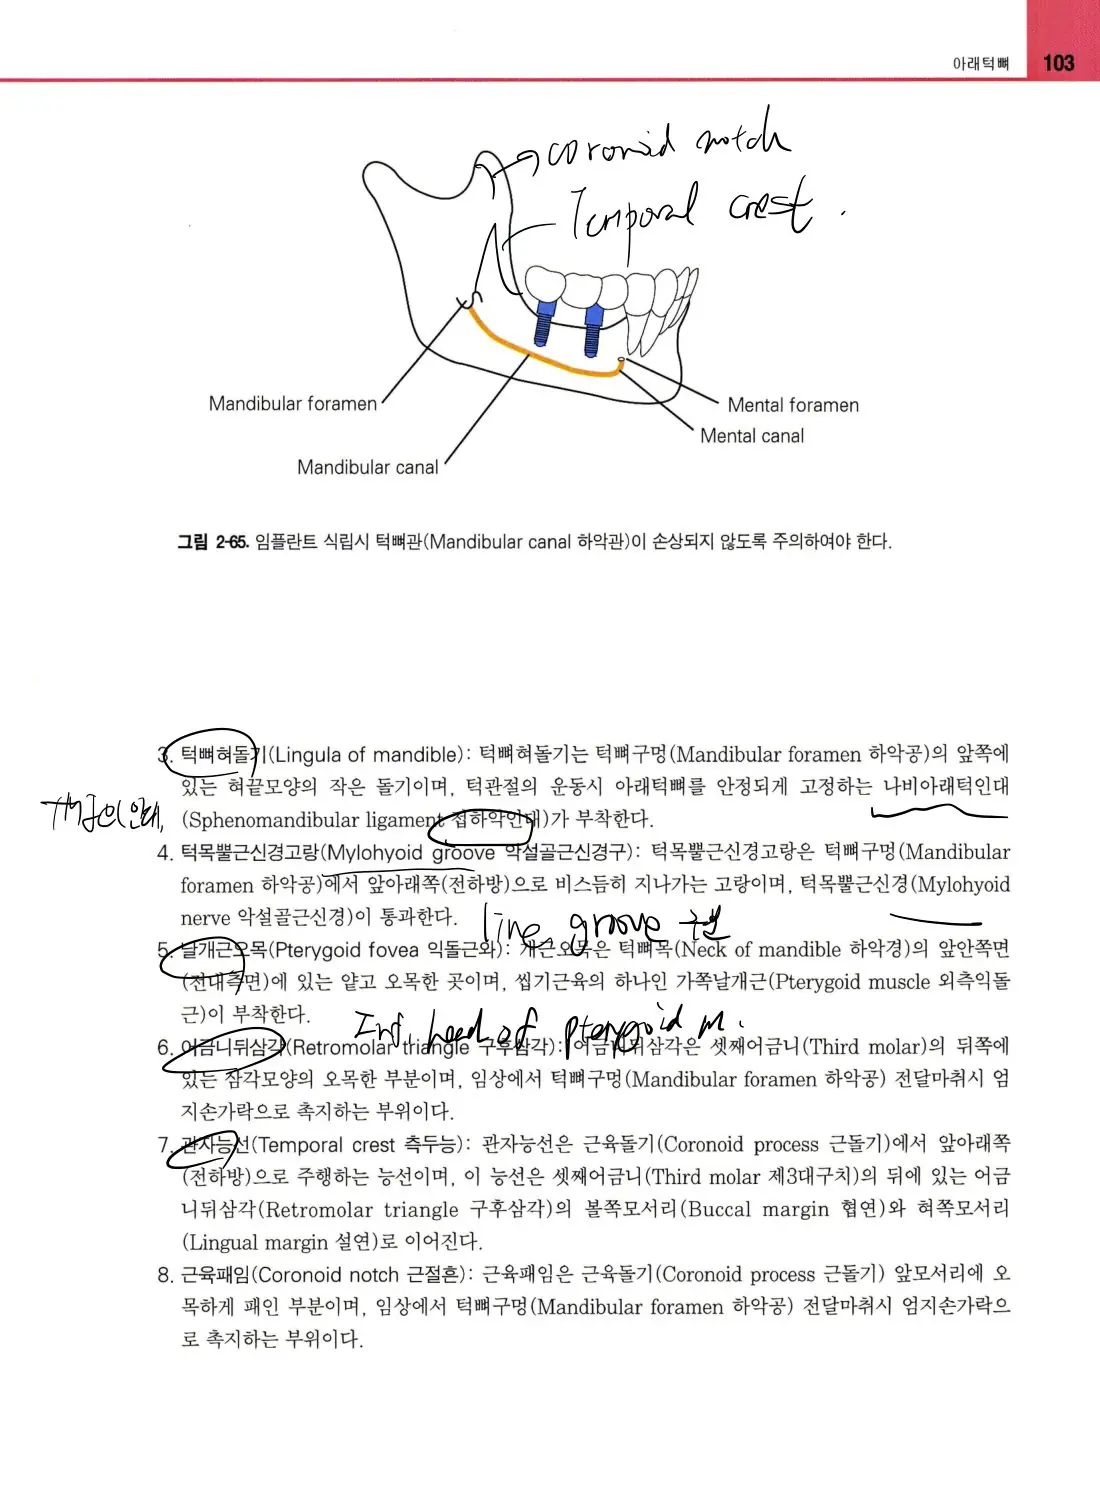 아래턱뼈 103
coronoid notch
Temporal crest.
Mandibular foramen
Mental foramen
Mental canal
Mandibular canal
그림 2-65. 임플란트 식립시 턱뼈관(Mandibular canal 하악관)이 손상되지 않도록 주의하여야 한다.
3. 턱뼈혀돌기(Lingula of mandible): 턱뼈혀돌기는 턱뼈구멍(Mandibular foramen 하악공)의 앞쪽에
있는 혀끝모양의 작은 돌기이며, 턱관절의 운동시 아래턱뼈를 안정되게 고정하는 나비아래턱인대
(Sphenomandibular ligament 접하악인대)가 부착한다.
4. 턱목뿔근신경고랑(Mylohyoid groove 악설골근신경구): 턱목뿔근신경고랑은 턱뼈구멍(Mandibular
foramen 하악공)에서 앞아래쪽(전하방)으로 비스듬히 지나가는 고랑이며, 턱목뿔근신경(Mylohyoid
nerve 악설골근신경)이 통과한다.
line, groove 구분
5. 날개근오목(Pterygoid fovea 익돌근와): 개근오목은 턱뼈목(Neck of mandible 하악경)의 앞안쪽면
(전내측면)에 있는 얕고 오목한 곳이며, 씹기근육의 하나인 가쪽날개근(Pterygoid muscle 외측익돌
근)이 부착한다.
Inf. head of pterygoid m.
6. 어금니뒤삼각(Retromolar triangle 구후삼각): 어금니뒤삼각은 셋째어금니(Third molar)의 뒤쪽에
있는 삼각모양의 오목한 부분이며, 임상에서 턱뼈구멍(Mandibular foramen 하악공) 전달마취시 엄
지손가락으로 촉지하는 부위이다.
7. 관자능선(Temporal crest 측두능): 관자능선은 근육돌기(Coronoid process 근돌기)에서 앞아래쪽
(전하방)으로 주행하는 능선이며, 이 능선은 셋째어금니(Third molar 제3대구치)의 뒤에 있는 어금
니뒤삼각(Retromolar triangle 구후삼각)의 볼쪽모서리(Buccal margin 협연)와 혀쪽모서리
(Lingual margin 설연)로 이어진다.
8. 근육패임(Coronoid notch 근절흔): 근육패임은 근육돌기(Coronoid process 근돌기) 앞모서리에 오
목하게 패인 부분이며, 임상에서 턱뼈구멍(Mandibular foramen 하악공) 전달마취시 엄지손가락으
로 촉지하는 부위이다.